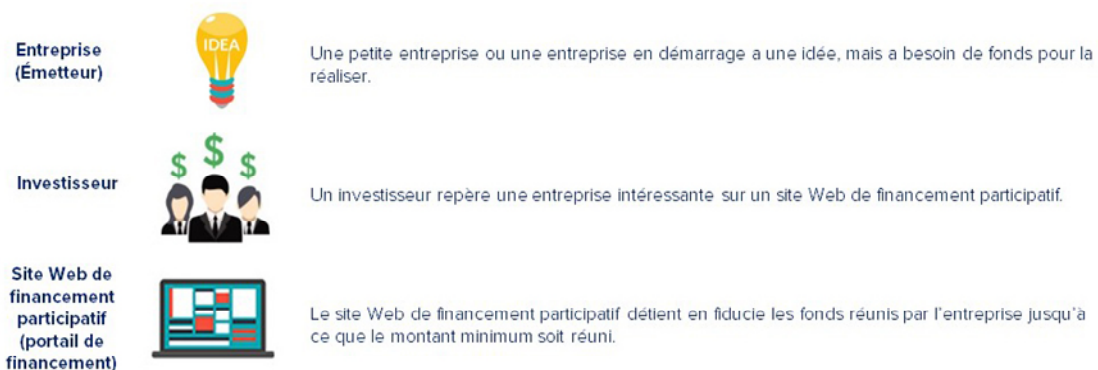 Entreprise
(Émetteur)
IDEA
Une petite entreprise ou une entreprise en démarrage a une idée, mais a besoin de fonds pour la
réaliser.
Investisseur
$ $ $
Un investisseur repère une entreprise intéressante sur un site Web de financement participatif.
Site Web de
financement
participatif
(portail de
financement)
Le site Web de financement participatif détient en fiducie les fonds réunis par l'entreprise jusqu'à
ce que le montant minimum soit réuni.